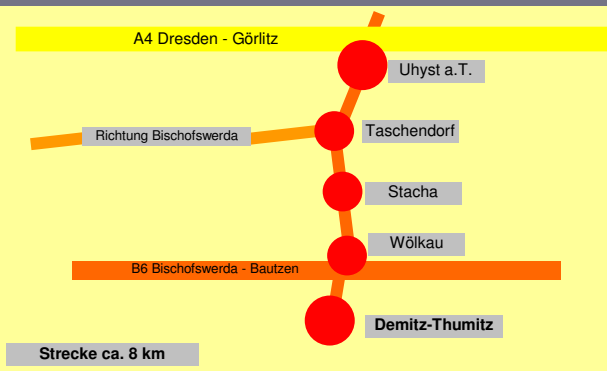 A4 Dresden - Görlitz
Uhyst a.T.
Taschendorf
Richtung Bischofswerda
Stacha
Wölkau
B6 Bischofswerda - Bautzen
Demitz-Thumitz
Strecke ca. 8 km